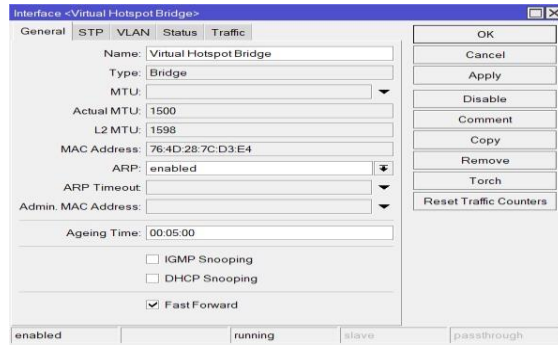 Interface <Virtual Hotspot Bridge>
General STP VLAN Status Traffic
Name: Virtual Hotspot Bridge
Type: Bridge
MTU:
Actual MTU: 1500
L2 MTU: 1598
MAC Address: 76:4D:28:7C:D3:E4
ARP: enabled
ARP Timeout:
Admin. MAC Address:
Ageing Time: 00:05:00
IGMP Snooping
DHCP Snooping
Fast Forward
OK
Cancel
Apply
Disable
Comment
Copy
Remove
Torch
Reset Traffic Counters
enabled running slave passthrough